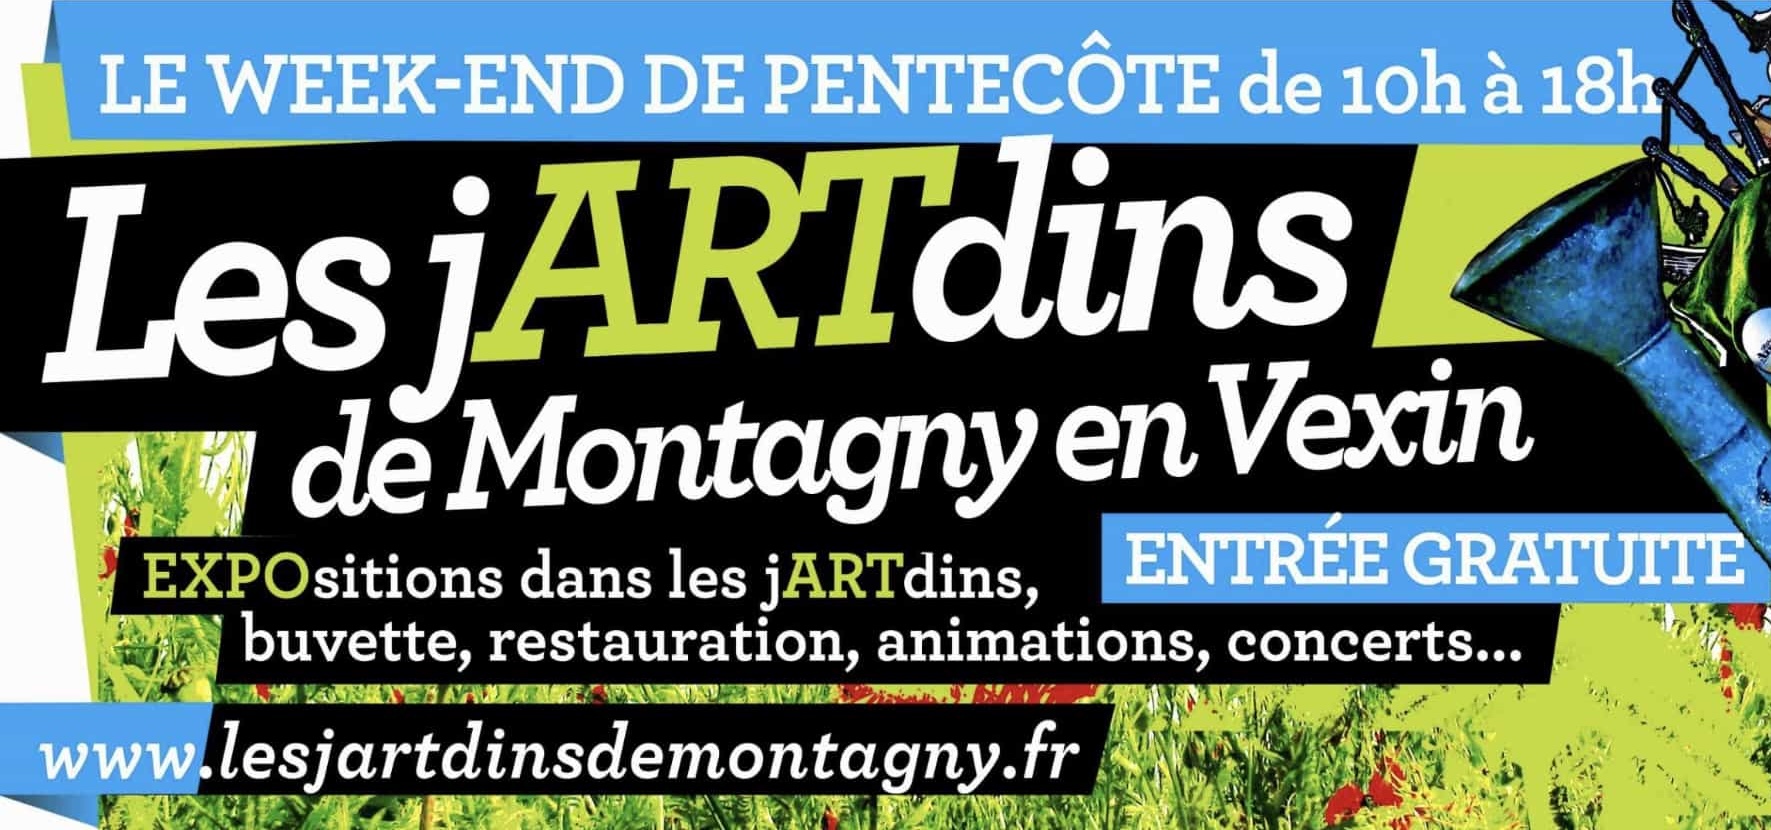 LE WEEK-END DE PENTECÔTE de 10h à 18h
Les jARTdins
de Montagny en Vexin
ENTRÉE GRATUITE
EXPOsitions dans les jARTdins,
buvette, restauration, animations, concerts...
www.lesjartdinsdemontagny.fr